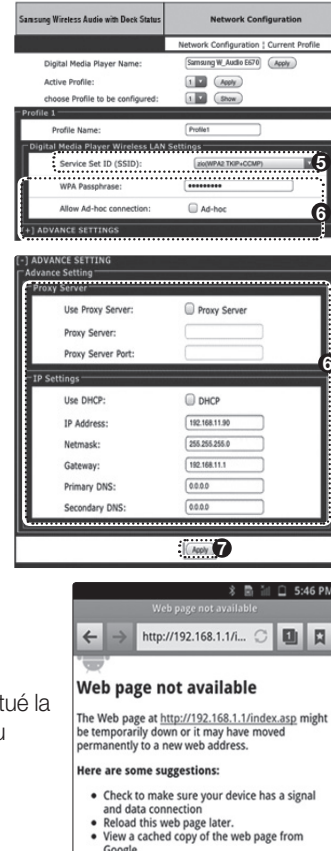 Samsung Wireless Audio with Dock Status
Network Configuration
Network Configuration ¦ Current Profile
Digital Media Player Name: Samsung W_Audio E670 Apply
Active Profile: 1 Apply
choose Profile to be configured: 1 Show
Profile 1
Profile Name: Profile1
Digital Media Player Wireless LAN Settings
Service Set ID (SSID): zio(WPA2 TKIP+CCMP) 5
WPA Passphrase: •••••••••
Allow Ad-hoc connection: Ad-hoc 6
[+] ADVANCE SETTINGS
[-] ADVANCE SETTING
Advance Setting
Proxy Server
Use Proxy Server: Proxy Server
Proxy Server:
Proxy Server Port:
6
IP Settings
Use DHCP: DHCP
IP Address: 192.168.11.90
Netmask: 255.255.255.0
Gateway: 192.168.11.1
Primary DNS: 0.0.0.0
Secondary DNS: 0.0.0.0
Apply 7
5:46 PM
Web page not available
http://192.168.1.1/i... 1
Web page not available
tué la
u
The Web page at http://192.168.1.1/index.asp might
be temporarily down or it may have moved
permanently to a new web address.
Here are some suggestions:
• Check to make sure your device has a signal
and data connection
• Reload this web page later.
• View a cached copy of the web page from
Google